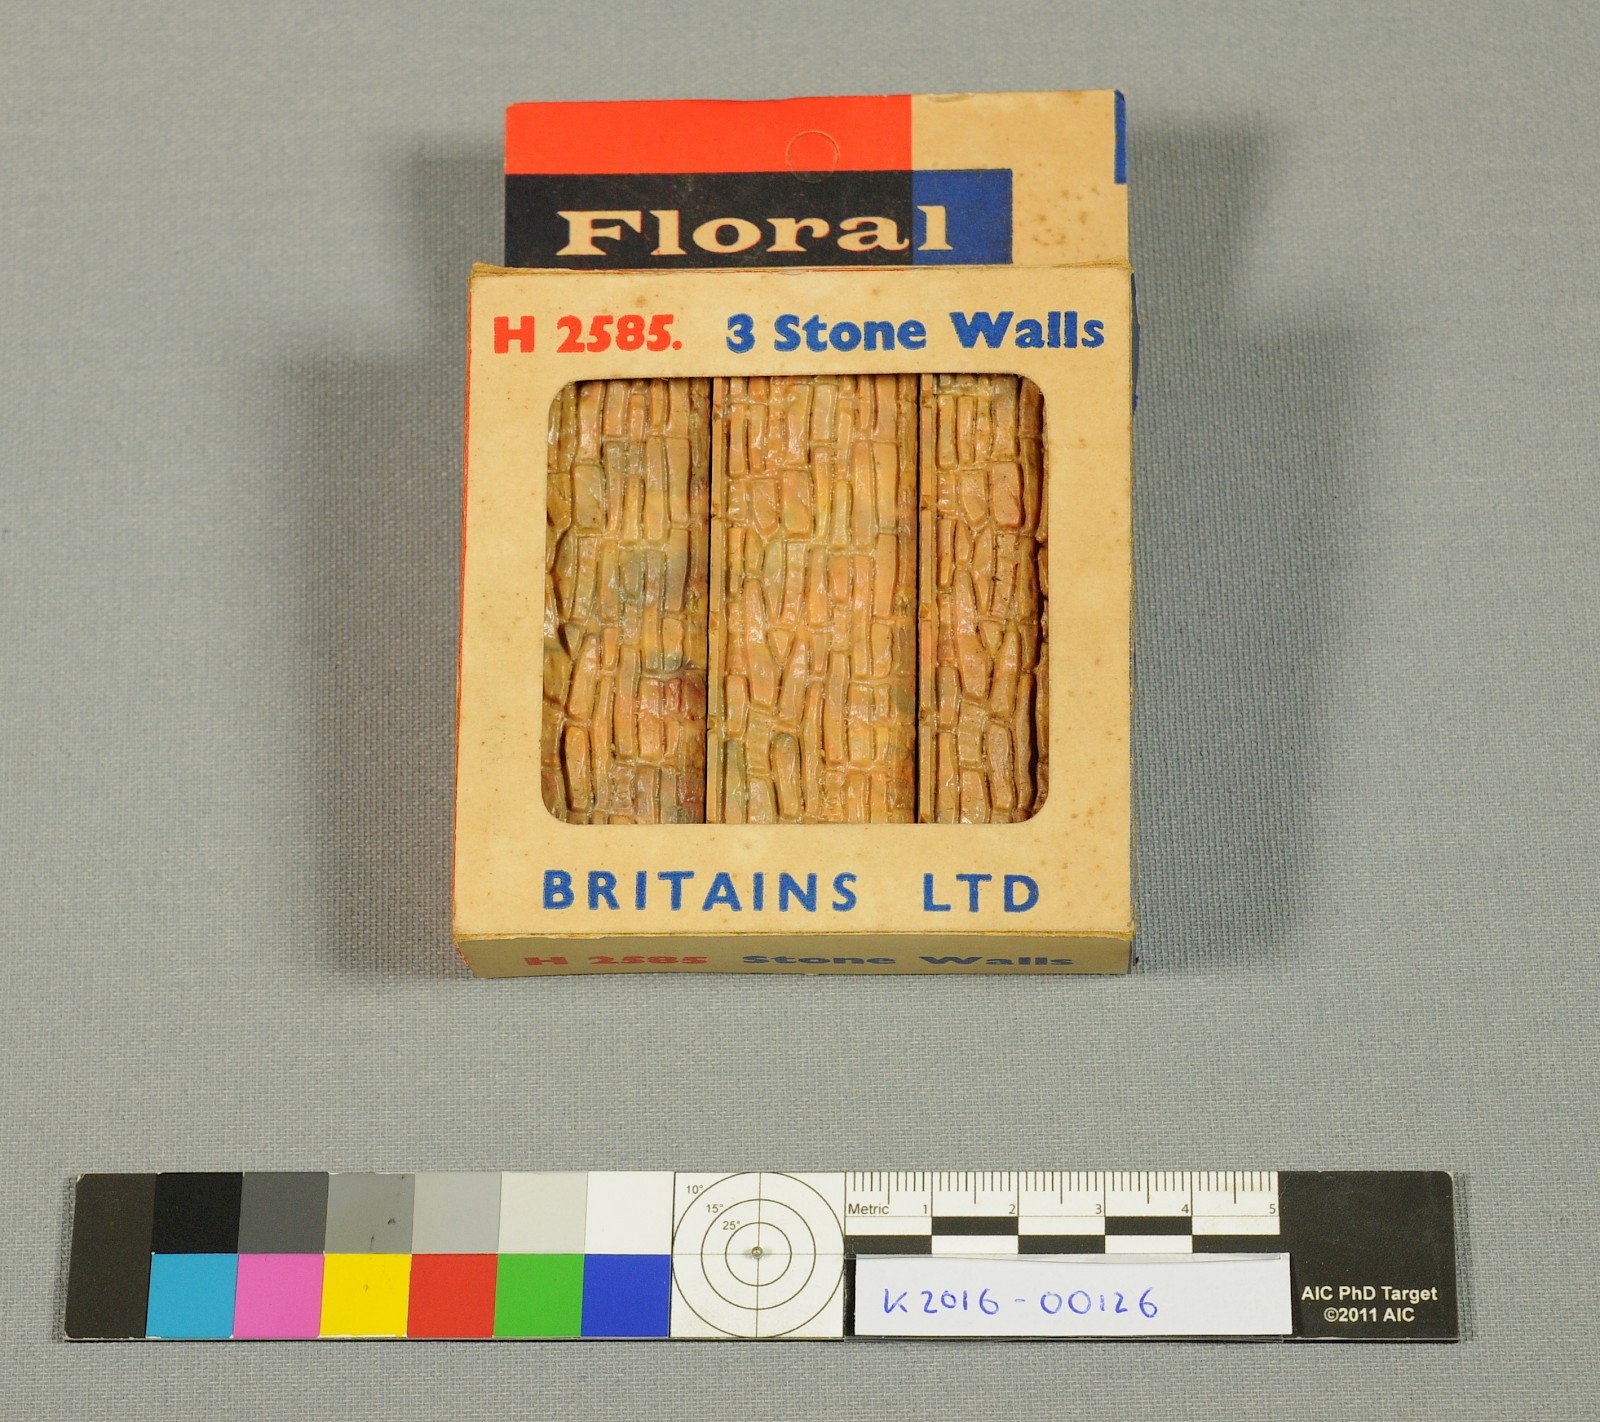 Floral
H 2585. 3 Stone Walls
BRITAINS LTD
H 2585 Stone Walls
10°
15°
25°
Metric 1 2 3 4 5
K2016-00126
AIC PhD Target
©2011 AIC